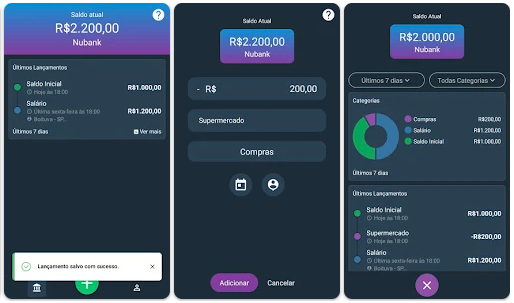 Saldo atual
?
R$2.200,00
Nubank
Últimos Lançamentos
Saldo Inicial
Hoje às 18:00
R$1.000,00
Salário
Última sexta-feira às 18:00
Boituva - SP..
R$1.200,00
Últimos 7 dias
Ver mais
Lançamento salvo com sucesso.
Saldo Atual
?
R$2.200,00
Nubank
- R$ 200,00
Supermercado
Compras
Adicionar
Cancelar
Saldo Atual
R$2.000,00
Nubank
Últimos 7 dias
Todas Categorias
Categorias
Compras R$200,00
Salário R$1.200,00
Saldo Inicial R$1.000,00
Últimos 7 dias
Últimos Lançamentos
Saldo Inicial
Hoje às 18:00
R$1.000,00
Supermercado
Hoje às 18:00
-R$200,00
Salário
Última sexta-feira às 18:00
Boituva - SP..
R$1.200,00